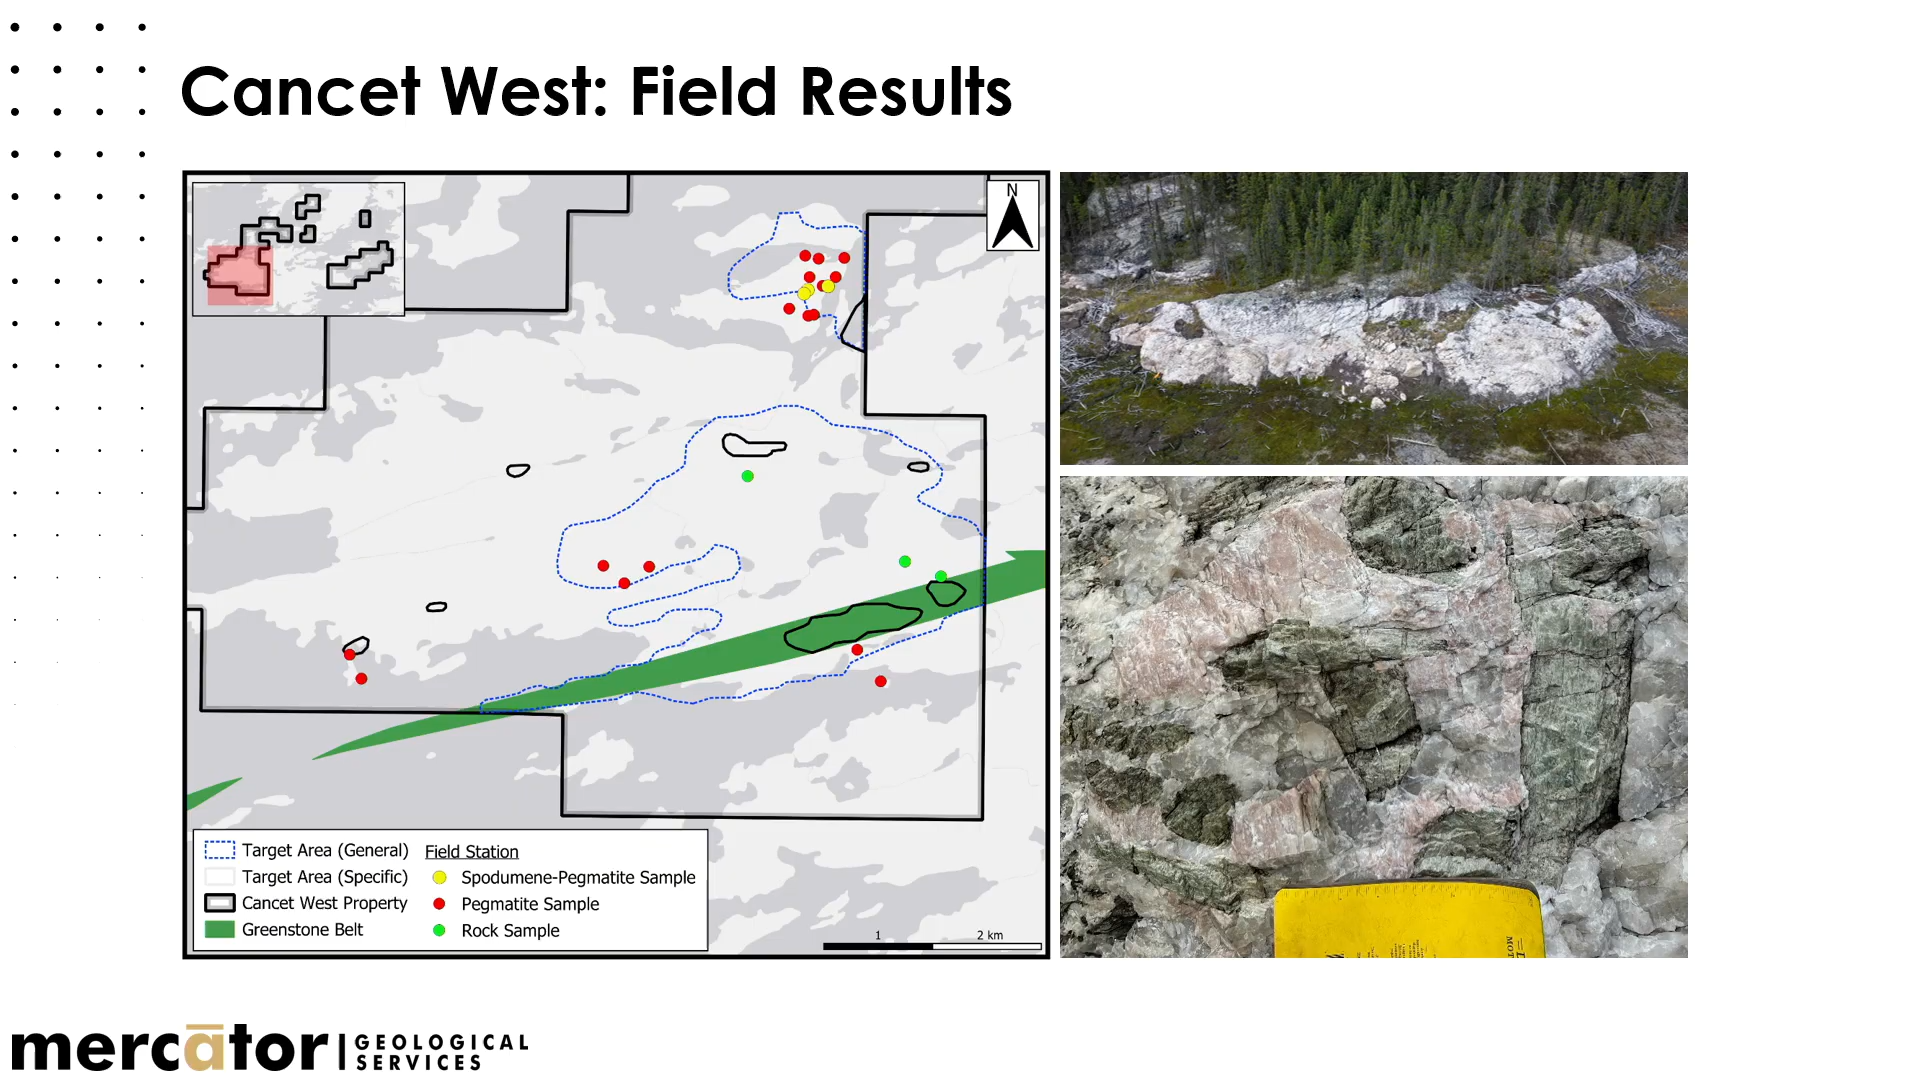 Cancet West: Field Results
N
Target Area (General)
Target Area (Specific)
Cancet West Property
Greenstone Belt
Field Station
Spodumene-Pegmatite Sample
Pegmatite Sample
Rock Sample
1
2 km
mercātor
GEOLOGICAL
SERVICES